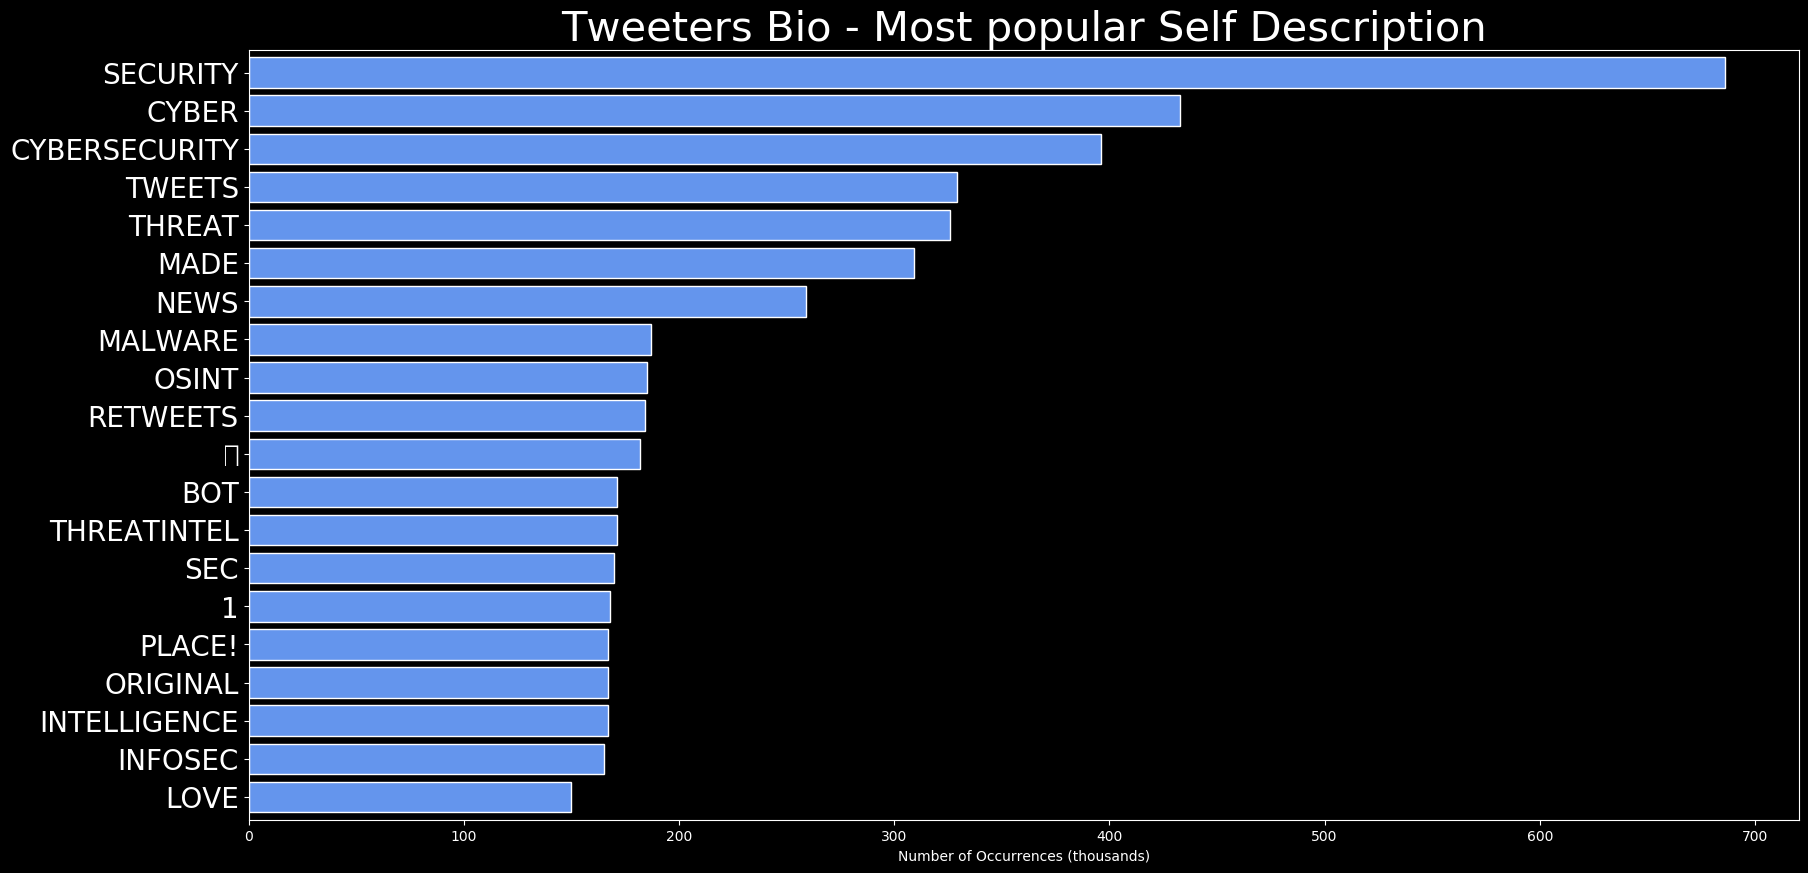 Tweeters Bio - Most popular Self Description
SECURITY
CYBER
CYBERSECURITY
TWEETS
THREAT
MADE
NEWS
MALWARE
OSINT
RETWEETS
BOT
THREATINTEL
SEC
1
PLACE!
ORIGINAL
INTELLIGENCE
INFOSEC
LOVE
0 100 200 300 400 500 600 700
Number of Occurrences (thousands)